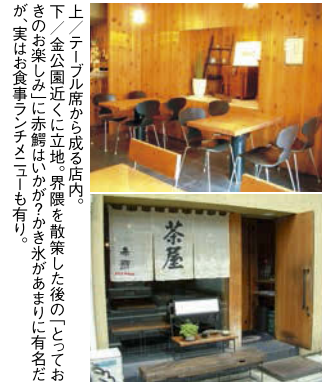 上／テーブル席から成る店内。
下／金公園近くに立地。界隈を散策した後の「とってお
きのお楽しみ」に赤鰐はいかが？かき氷があまりに有名だ
が、実はお食事ランチメニューも有り。
茶屋
赤鰐